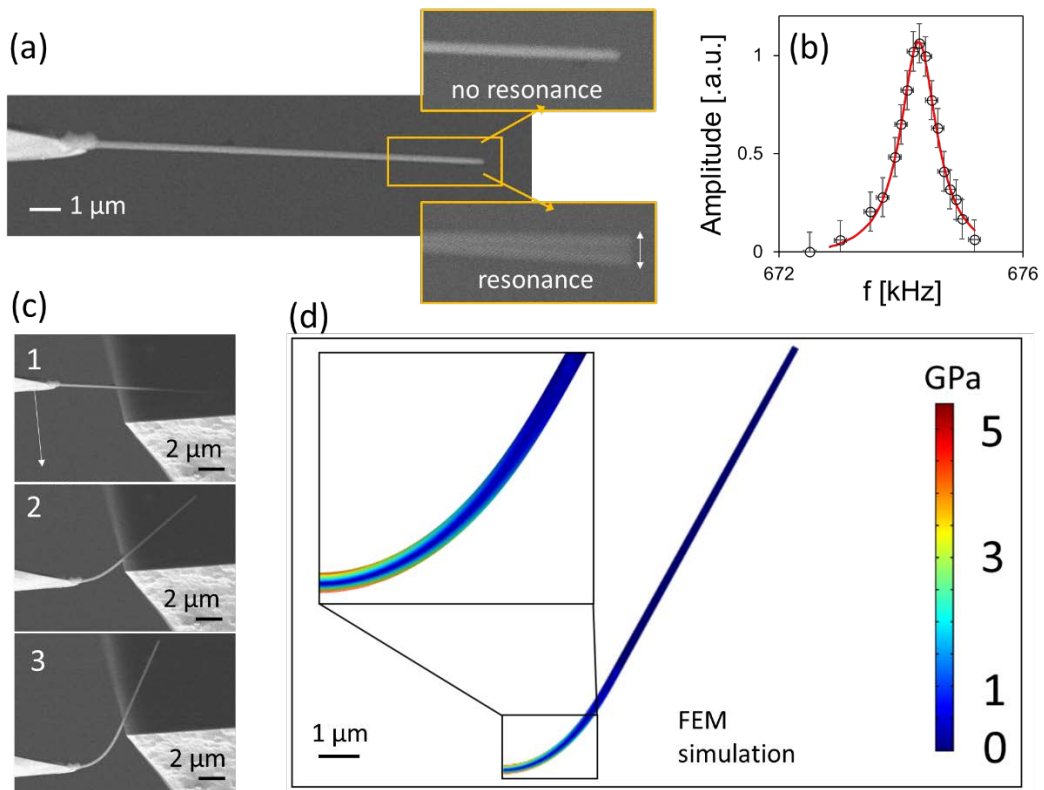 (a)
no resonance
1 μm
resonance
(b)
Amplitude [.a.u.]
1
0.5
0
672
676
f [kHz]
(c)
1
2 μm
2
2 μm
3
2 μm
(d)
GPa
5
3
1
0
1 μm
FEM
simulation